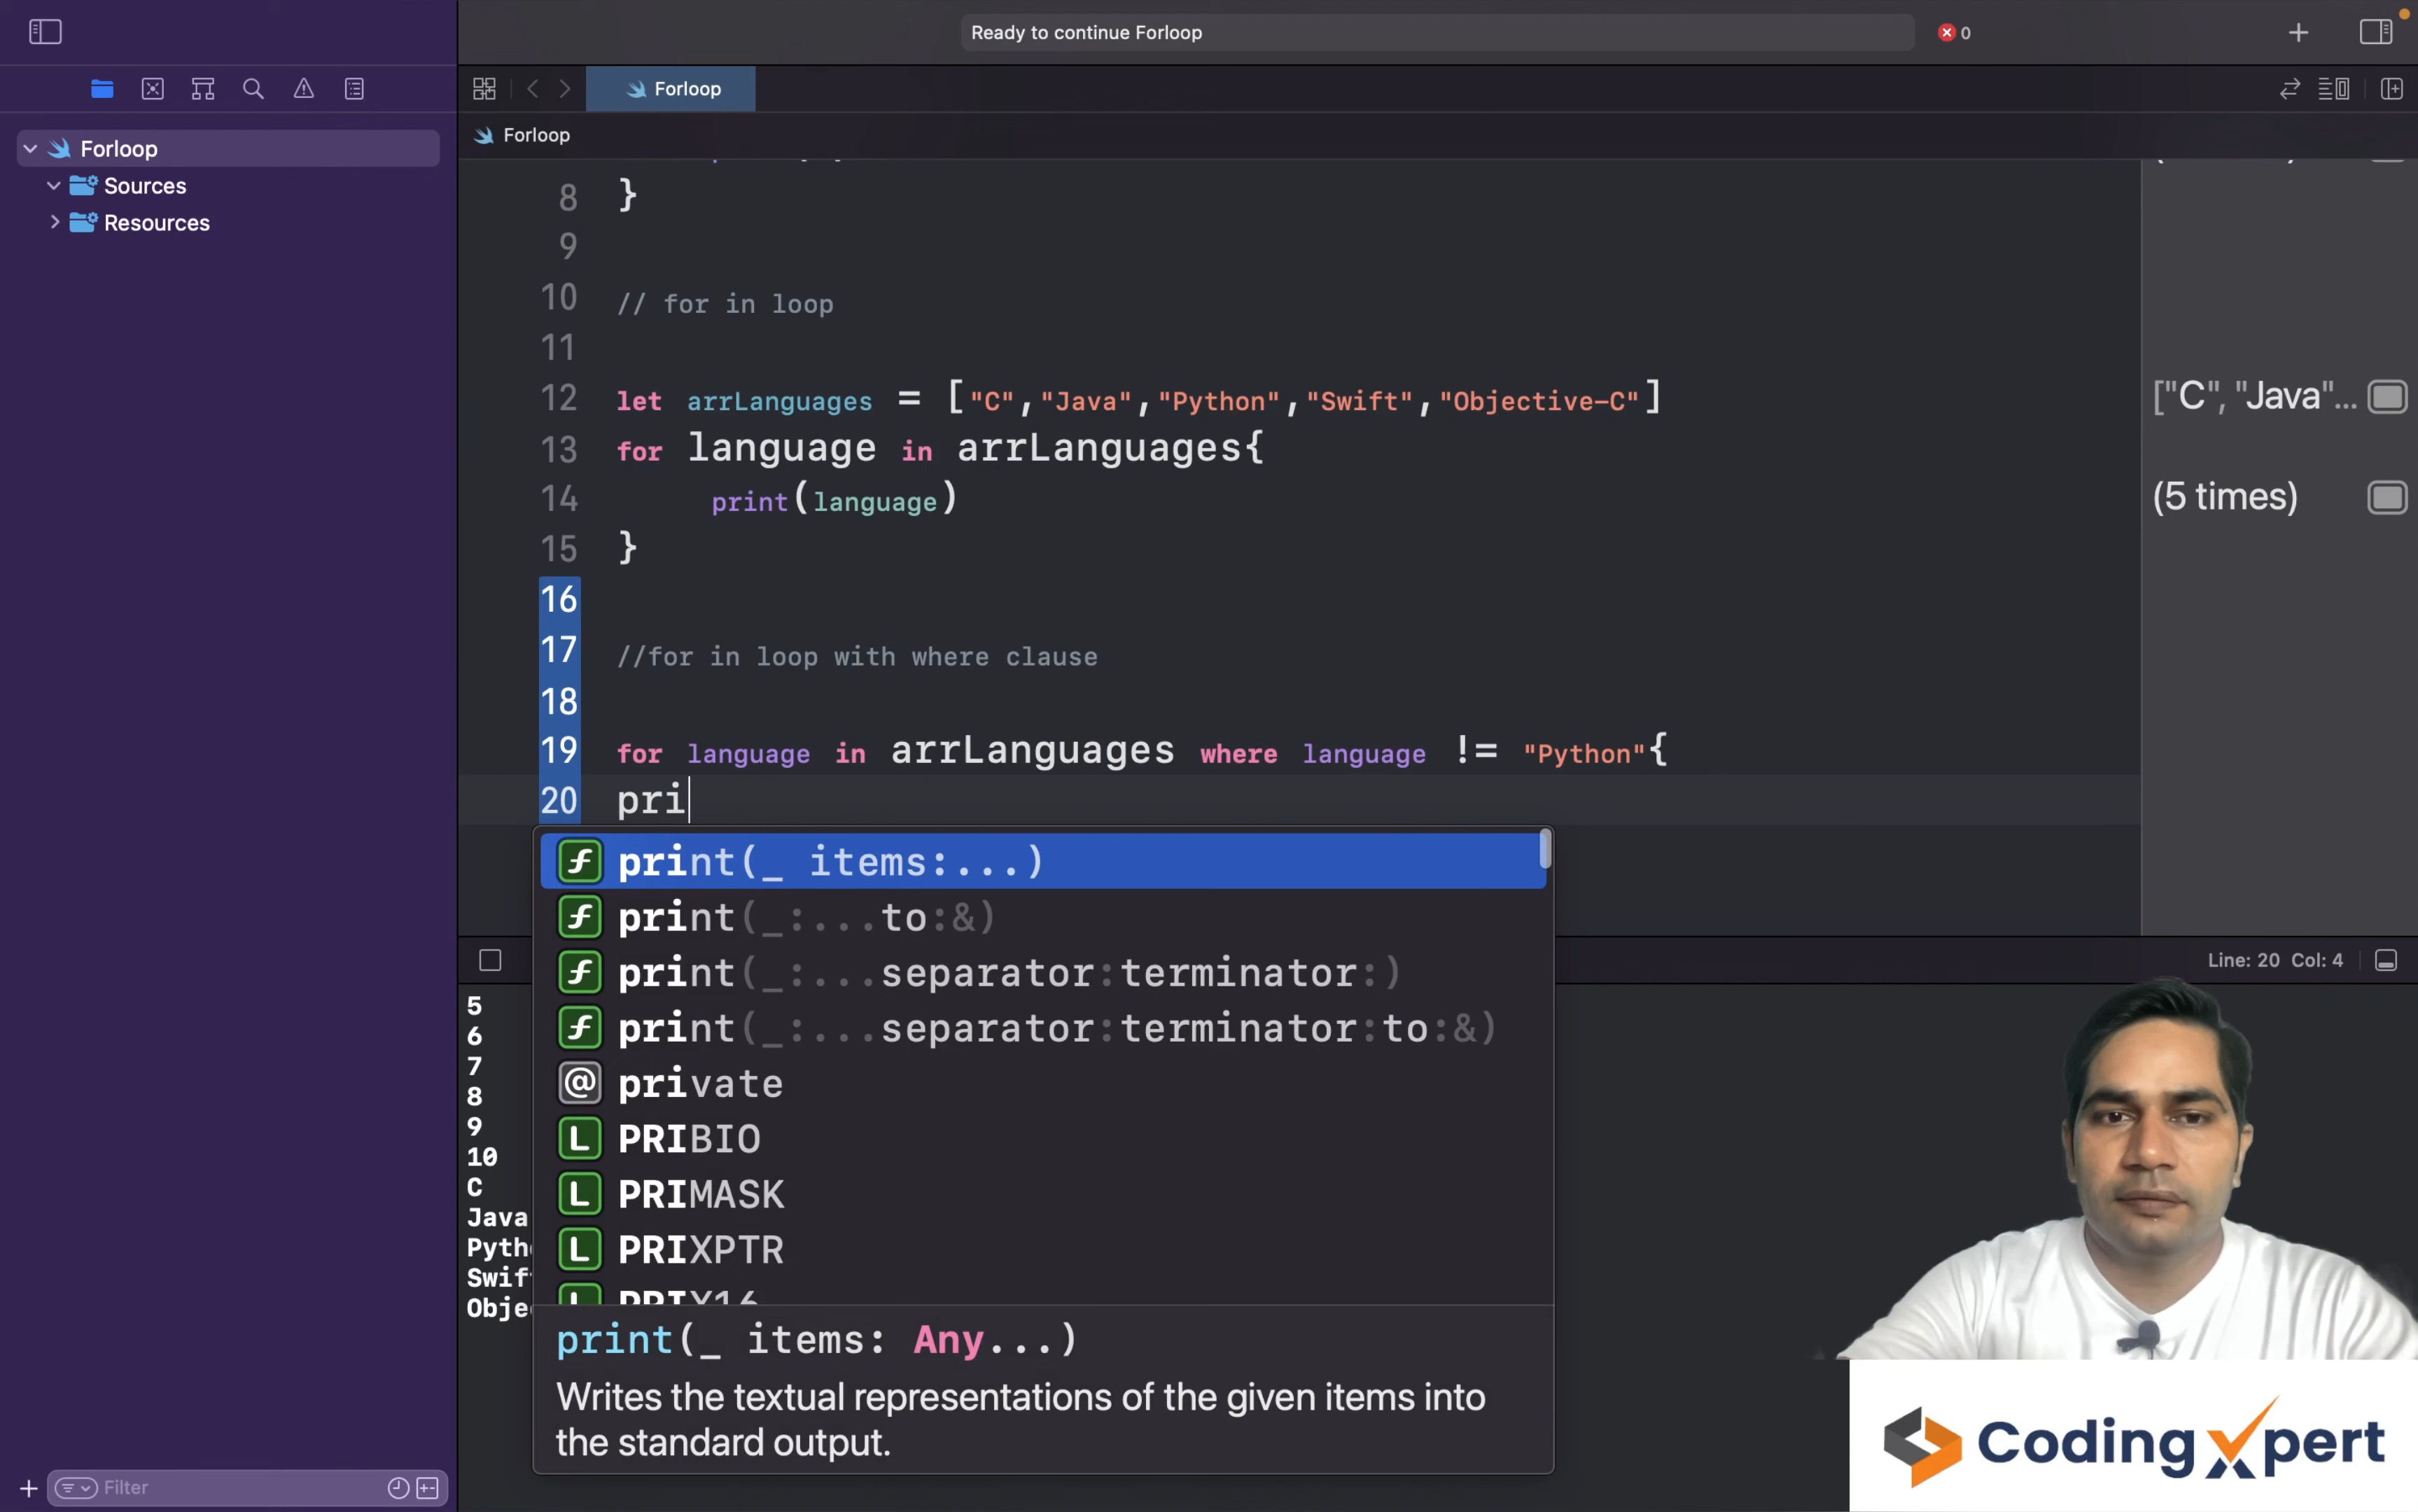 Ready to continue Forloop
0
Forloop
Forloop
Sources
Resources
Forloop
8 }
9
10 // for in loop
11
12 let arrLanguages = ["C","Java","Python","Swift","Objective-C"]
["C", "Java"...
13 for language in arrLanguages{
14 print(language)
(5 times)
15 }
16
17 //for in loop with where clause
18
19 for language in arrLanguages where language != "Python"{
20 pri
print(_ items:...)
print(_:...to:&)
print(_:...separator:terminator:)
print(_:...separator:terminator:to:&)
@ private
L PRIBIO
L PRIMASK
L PRIXPTR
L PRIX16
print(_ items: Any...)
Writes the textual representations of the given items into
the standard output.
Line: 20 Col: 4
5
6
7
8
9
10
C
Java
Pyth
Swif
Obje
Filter
CodingXpert